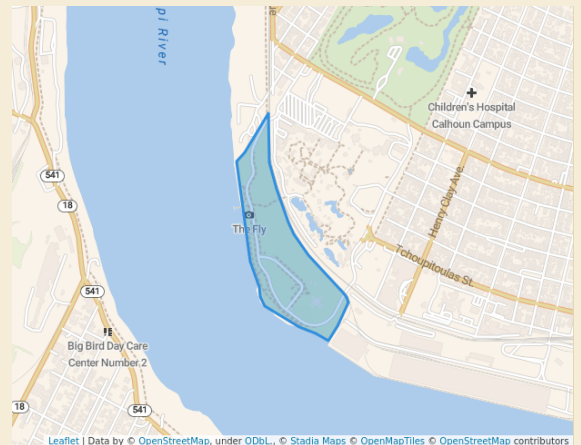 pi River
ue
Children's Hospital
Calhoun Campus
541
18
Henry Clay Ave.
The Fly
Tchoupitoulas St.
541
Big Bird Day Care
Center Number 2
18
541
Leaflet | Data by © OpenStreetMap, under ODbL., © Stadia Maps © OpenMapTiles © OpenStreetMap contributors